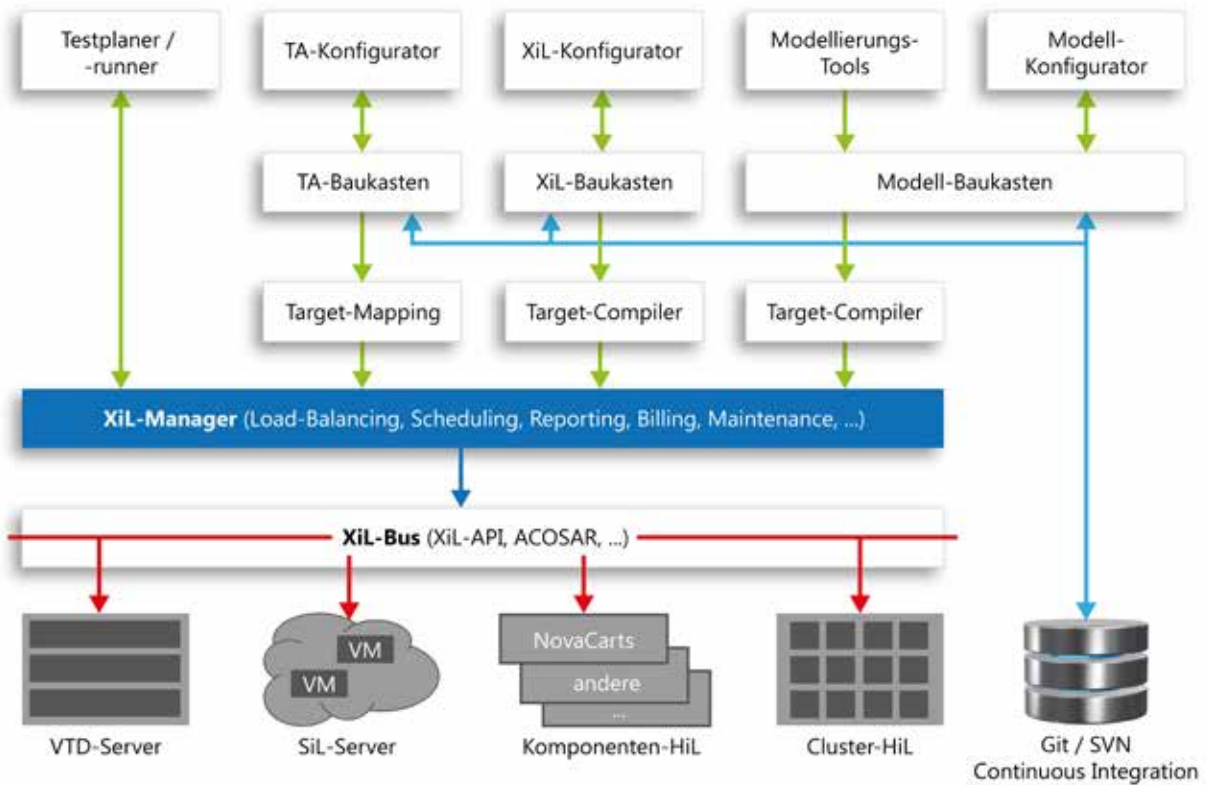 Testplaner /
-runner
TA-Konfigurator
XiL-Konfigurator
Modellierungs-
Tools
Modell-
Konfigurator
TA-Baukasten
XiL-Baukasten
Modell-Baukasten
Target-Mapping
Target-Compiler
Target-Compiler
XiL-Manager (Load-Balancing, Scheduling, Reporting, Billing, Maintenance, ...)
XiL-Bus (XiL-API, ACOSAR, ...)
VM
VM
NovaCarts
andere
...
VTD-Server
SiL-Server
Komponenten-HiL
Cluster-HiL
Git / SVN
Continuous Integration